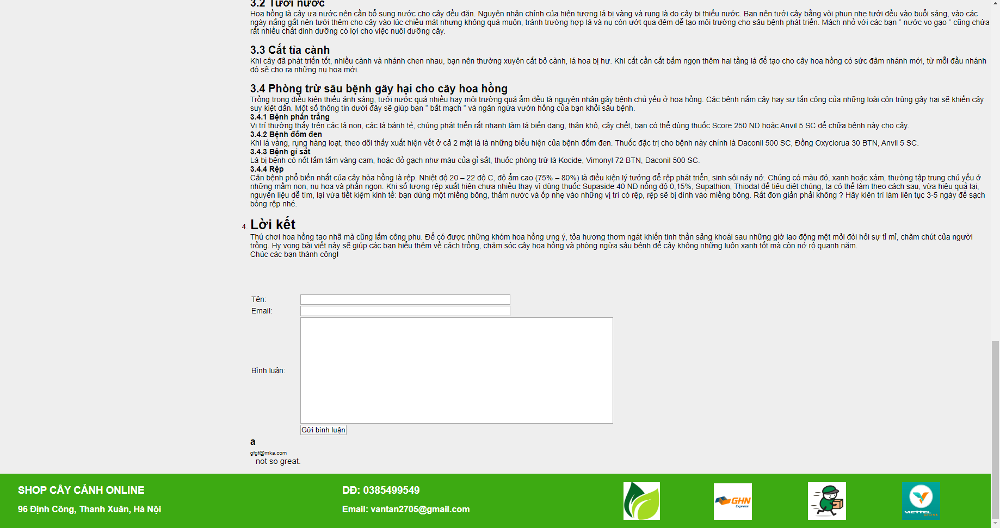 3.2 Tưới nước
Hoa hồng là cây ưa nước nên cần bổ sung nước cho cây đều đặn. Nguyên nhân chính của hiện tượng lá bị vàng và rụng là do cây bị thiếu nước. Bạn nên tưới cây bằng vòi phun nhẹ tưới đều vào buổi sáng, vào các
ngày nắng gắt nên tưới thêm cho cây vào lúc chiều mát nhưng không quá muộn, tránh trường hợp lá và nụ còn ướt qua đêm dễ tạo môi trường cho sâu bệnh phát triển. Mách nhỏ với các bạn ” nước vo gạo ” cũng chứa
rất nhiều chất dinh dưỡng có lợi cho việc nuôi dưỡng cây.
3.3 Cắt tỉa cành
Khi cây đã phát triển tốt, nhiều cành và nhánh chen nhau, bạn nên thường xuyên cắt bỏ cành, lá hoa bị hư. Khi cắt cần cắt bấm ngọn thêm hai tầng lá để tạo cho cây hoa hồng có sức đâm nhánh mới, từ mỗi đầu nhánh
đó sẽ cho ra những nụ hoa mới.
3.4 Phòng trừ sâu bệnh gây hại cho cây hoa hồng
Trồng trong điều kiện thiếu ánh sáng, tưới nước quá nhiều hay môi trường quá ẩm đều là nguyên nhân gây bệnh chủ yếu ở hoa hồng. Các bệnh nấm cây hay sự tấn công của những loài côn trùng gây hại sẽ khiến cây
suy kiệt dần. Một số thông tin dưới đây sẽ giúp bạn ” bắt mạch ” và ngăn ngừa vườn hồng của bạn khỏi sâu bệnh.
3.4.1 Bệnh phấn trắng
Vị trí thường thấy trên các lá non, các lá bánh tẻ, chúng phát triển rất nhanh làm lá biến dạng, thân khô, cây chết, bạn có thể dùng thuốc Score 250 ND hoặc Anvil 5 SC để chữa bệnh này cho cây.
3.4.2 Bệnh đốm đen
Khi lá vàng, rụng hàng loạt, theo dõi thấy xuất hiện vết ở cả 2 mặt lá là những biểu hiện của bệnh đốm đen. Thuốc đặc trị cho bệnh này chính là Daconil 500 SC, Đồng Oxyclorua 30 BTN, Anvil 5 SC.
3.4.3 Bệnh gỉ sắt
Lá bị bệnh có nốt lấm tấm vàng cam, hoặc đỏ gạch như màu của gỉ sắt, thuốc phòng trừ là Kocide, Vimonyl 72 BTN, Daconil 500 SC.
3.4.4 Rệp
Căn bệnh phổ biến nhất của cây hòa hồng là rệp. Nhiệt độ 20 – 22 độ C, độ ẩm cao (75% – 80%) là điều kiện lý tưởng để rệp phát triển, sinh sôi nảy nở. Chúng có màu đỏ, xanh hoặc xám, thường tập trung chủ yếu ở
những mầm non, nụ hoa và phần ngọn. Khi số lượng rệp xuất hiện chưa nhiều thay vì dùng thuốc Supaside 40 ND nồng độ 0,15%, Supathion, Thiodal để tiêu diệt chúng, ta có thể làm theo cách sau, vừa hiệu quả lại,
nguyên liệu dễ tìm, lại vừa tiết kiệm kinh tế: bạn dùng một miếng bông, thấm nước và ốp nhẹ vào những vị trí có rệp, rệp sẽ bị dính vào miếng bông. Rất đơn giản phải không ? Hãy kiên trì làm liên tục 3-5 ngày để sạch
bóng rệp nhé.
4. Lời kết
Thú chơi hoa hồng tao nhã mà cũng lắm công phu. Để có được những khóm hoa hồng ưng ý, tỏa hương thơm ngát khiến tinh thần sảng khoái sau những giờ lao động mệt mỏi đòi hỏi sự tỉ mỉ, chăm chút của người
trồng. Hy vọng bài viết này sẽ giúp các bạn hiểu thêm về cách trồng, chăm sóc cây hoa hồng và phòng ngừa sâu bệnh để cây không những luôn xanh tốt mà còn nở rộ quanh năm.
Chúc các bạn thành công!
Tên:
Email:
Bình luận:
Gửi bình luận
a
gfgf@mka.com
not so great.
SHOP CÂY CẢNH ONLINE
96 Định Công, Thanh Xuân, Hà Nội
DĐ: 0385499549
Email: vantan2705@gmail.com
GHN
Express
VIETTEL
post